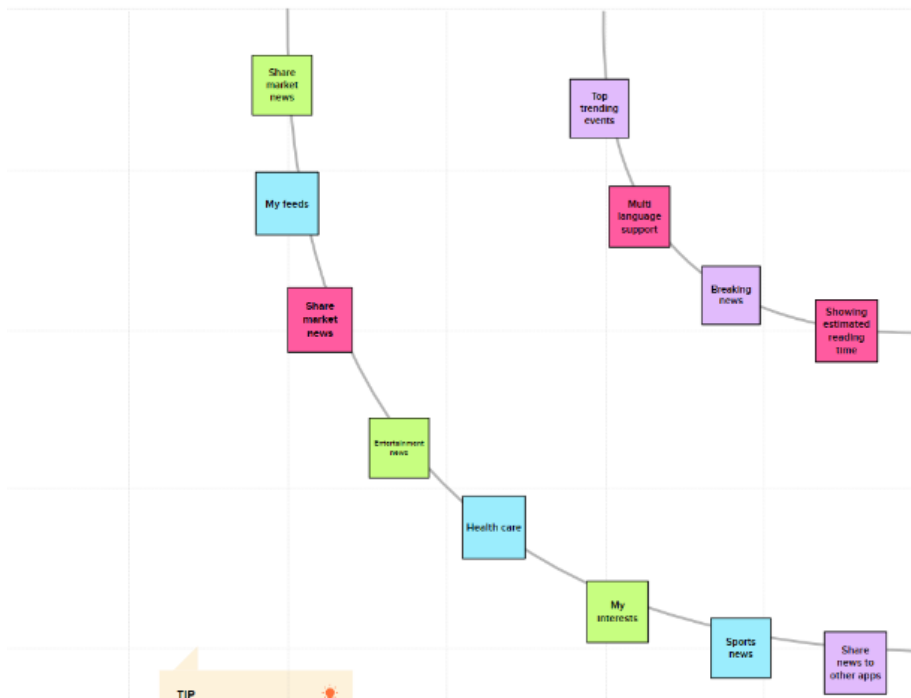 Share
market
news
Top
trending
events
My feeds
Multi
language
support
Breaking
news
Share
market
news
Showing
estimated
reading
time
Entertainment
news
Health care
My
interests
Sports
news
Share
news to
other apps
TIP